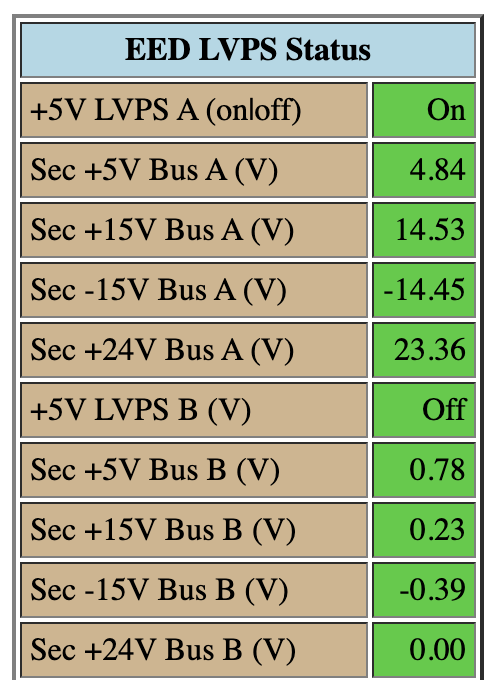 EED LVPS Status
+5V LVPS A (on|off) On
Sec +5V Bus A (V) 4.84
Sec +15V Bus A (V) 14.53
Sec -15V Bus A (V) -14.45
Sec +24V Bus A (V) 23.36
+5V LVPS B (V) Off
Sec +5V Bus B (V) 0.78
Sec +15V Bus B (V) 0.23
Sec -15V Bus B (V) -0.39
Sec +24V Bus B (V) 0.00